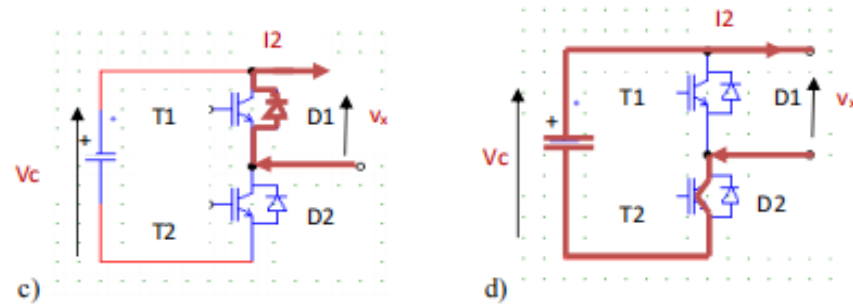 I2
T1
D1
vx
+
Vc
T2
D2
c)
I2
T1
D1
vx
+
Vc
T2
D2
d)